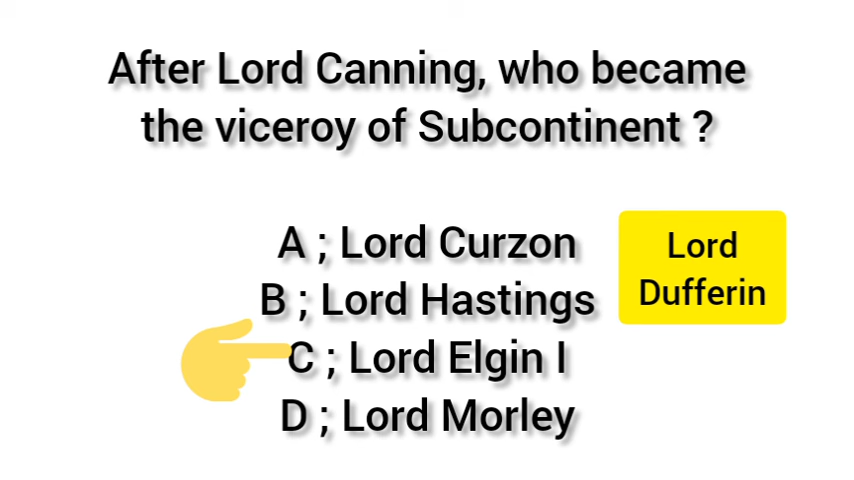 After Lord Canning, who became
the viceroy of Subcontinent ?
A ; Lord Curzon
B ; Lord Hastings
C ; Lord Elgin I
D ; Lord Morley
Lord
Dufferin